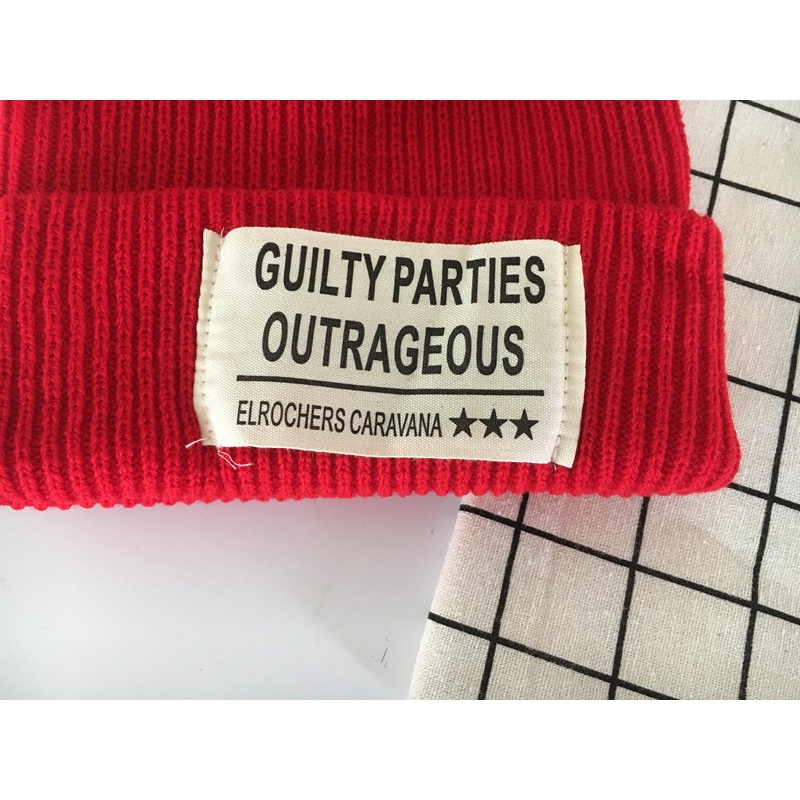 GUILTY PARTIES
OUTRAGEOUS
ELROCHERS CARAVANA ★★★